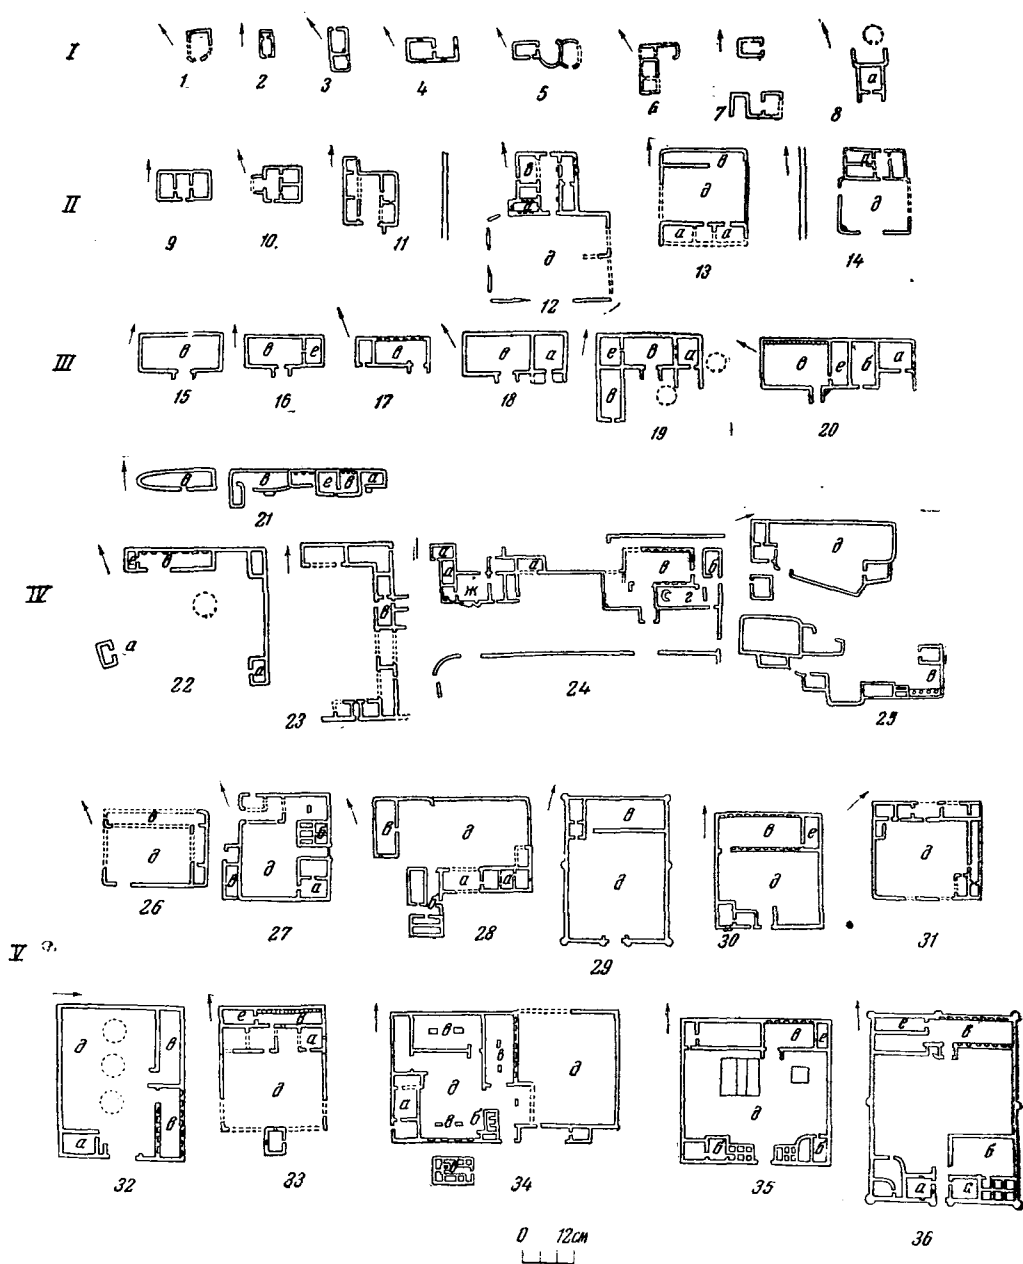 I
1 2 3 4 5 6 7 8
а
II
9 10. 11 12 13 14
в д в д а а д
III
в в е в в а е в а в в е б а
15 16 17 18 19 20
в в е в а
21
IV
е в а а в а а ж а в г б д в
22 23 24 25
V
в д д в а в д а а в д в е д д
26 27 28 29 30 31
д в в а е в а д в в д а в б д в е д в б е в б а а
32 33 34 35 36
0 12см